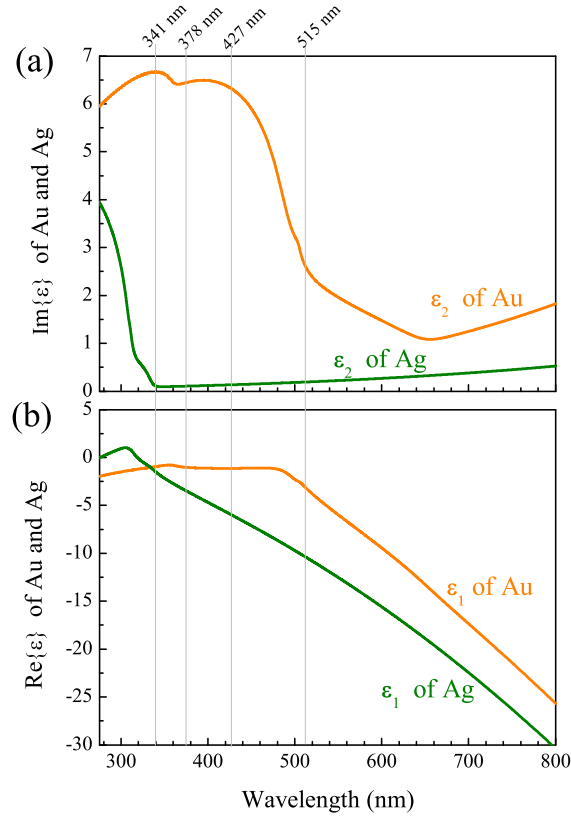 341 nm
378 nm
427 nm
515 nm
(a)
7
6
5
4
3
2
1
0
Im{ε} of Au and Ag
ε2 of Au
ε2 of Ag
(b)
5
0
-5
-10
-15
-20
-25
-30
Re{ε} of Au and Ag
ε1 of Au
ε1 of Ag
300 400 500 600 700 800
Wavelength (nm)